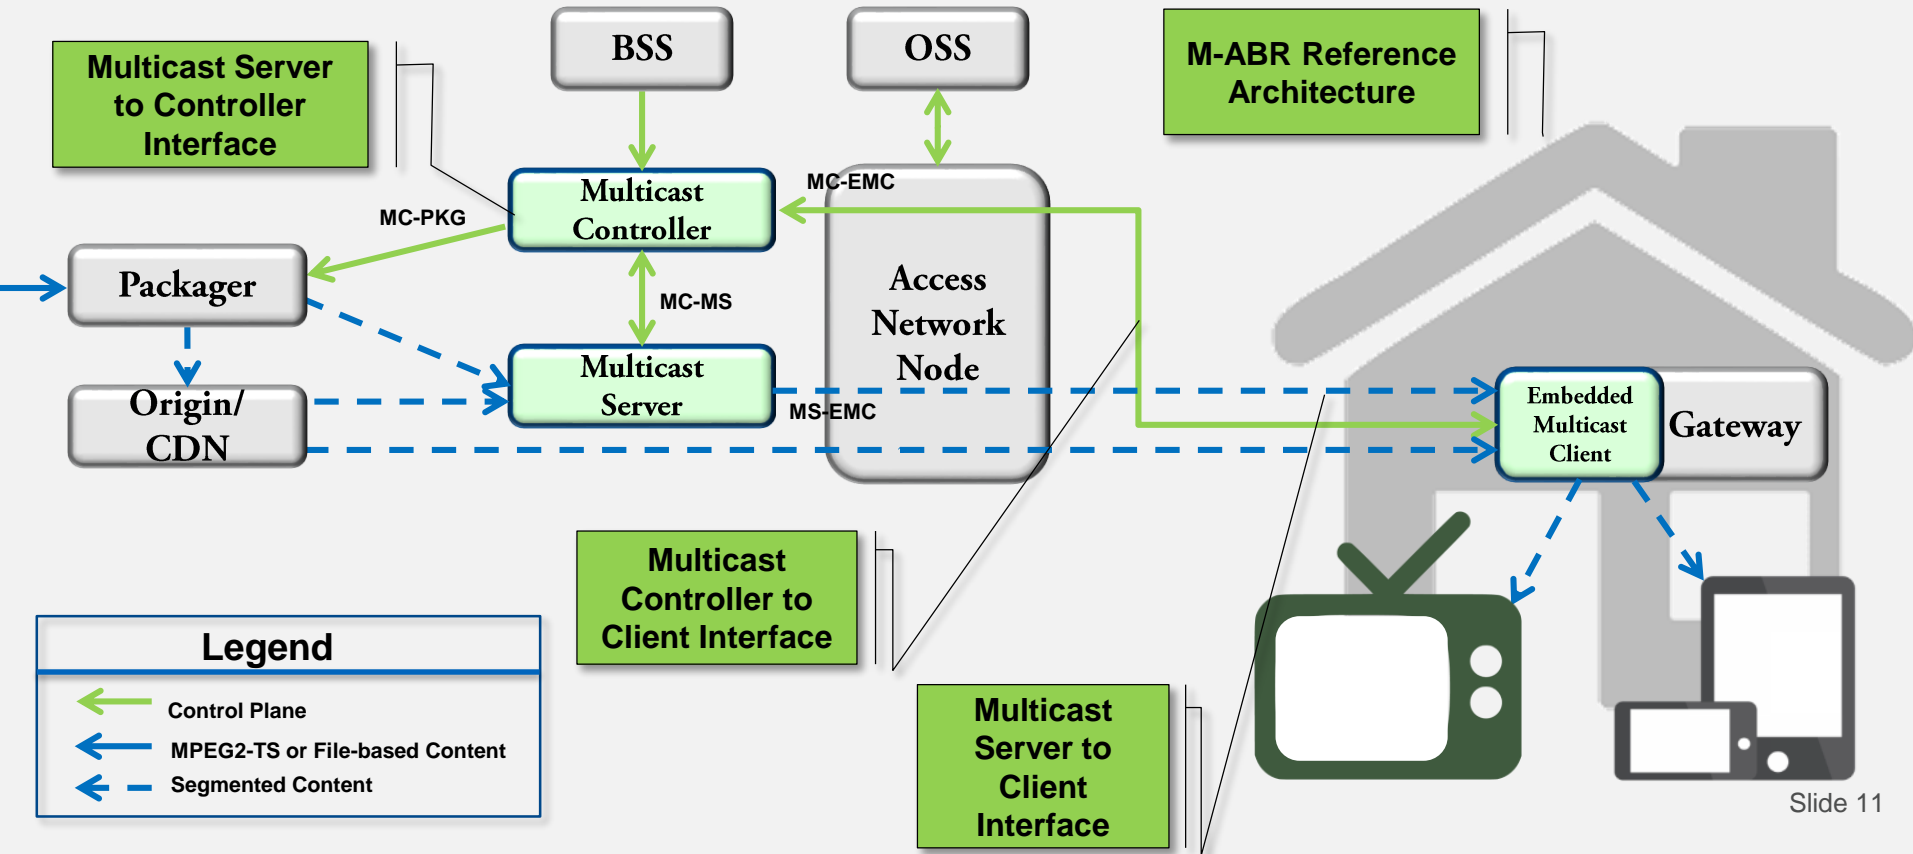 BSS
OSS
Multicast Server
to Controller
Interface
M-ABR Reference
Architecture
Multicast
Controller
MC-EMC
MC-PKG
Packager
MC-MS
Access
Network
Node
Multicast
Server
MS-EMC
Origin/
CDN
Embedded
Multicast
Client
Gateway
Multicast
Controller to
Client Interface
Legend
Control Plane
MPEG2-TS or File-based Content
Segmented Content
Multicast
Server to
Client
Interface
Slide 11